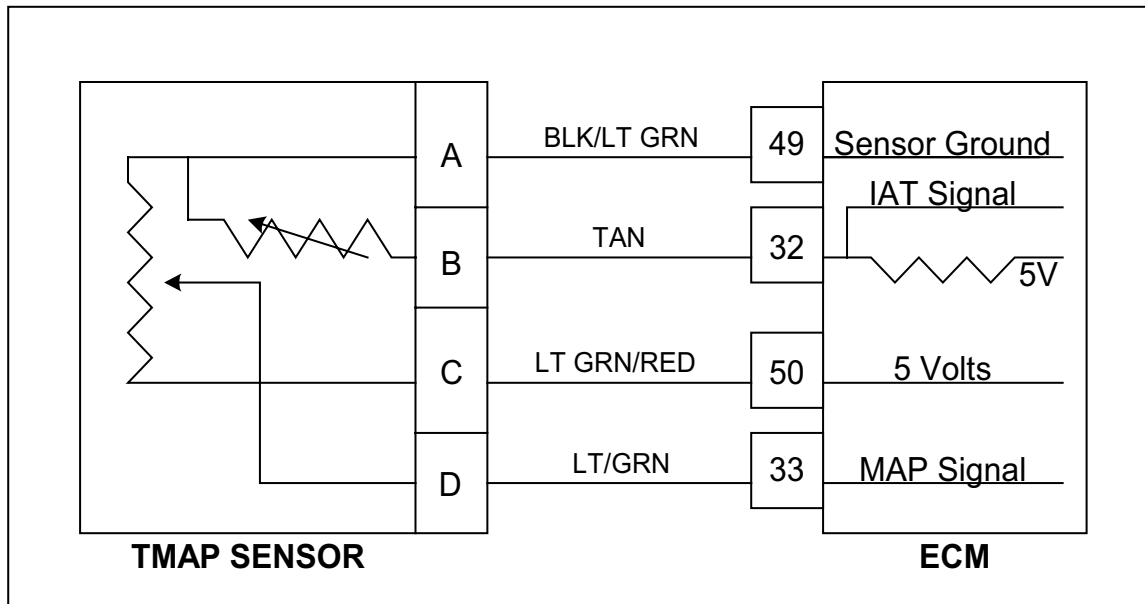 A BLK/LT GRN 49 Sensor Ground
IAT Signal
B TAN 32
5V
C LT GRN/RED 50 5 Volts
D LT/GRN 33 MAP Signal
TMAP SENSOR ECM